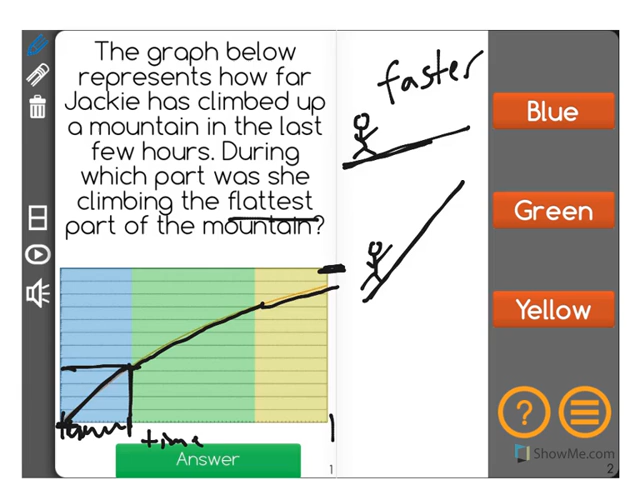 The graph below
represents how far
Jackie has climbed up
a mountain in the last
few hours. During
which part was she
climbing the flattest
part of the mountain?
time
Answer
1
faster
Blue
Green
Yellow
?
ShowMe.com
2